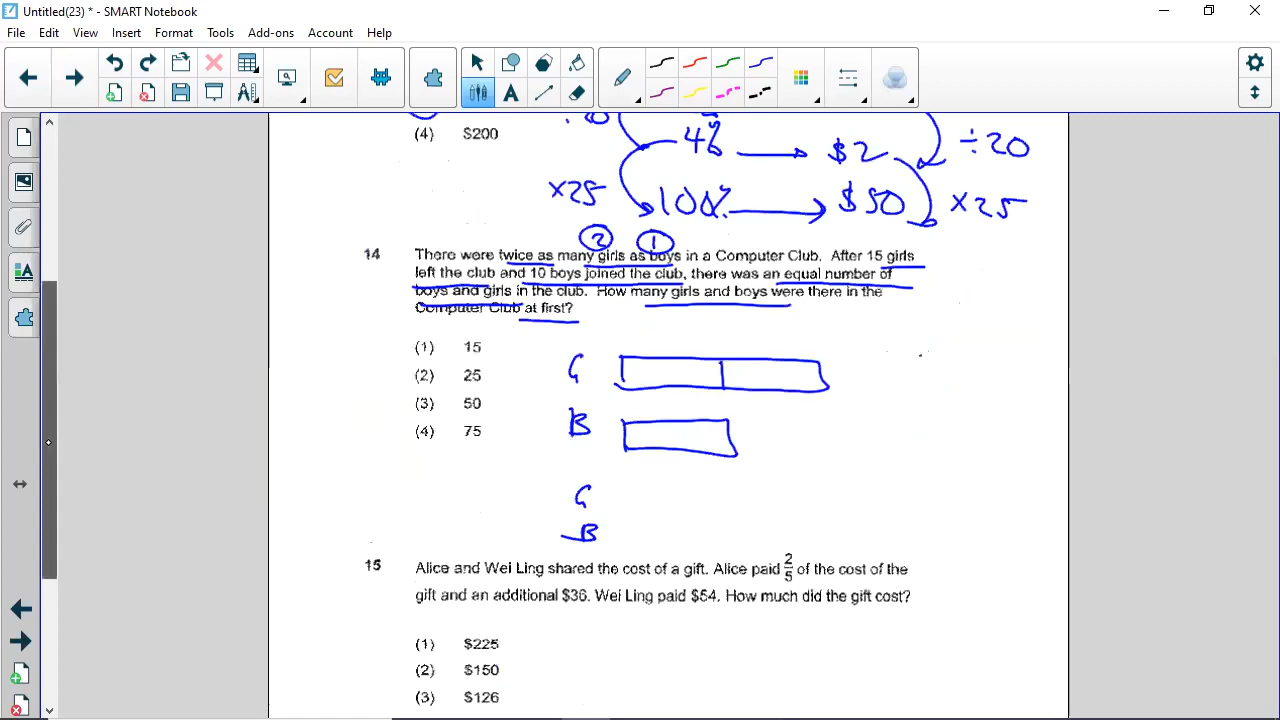 Untitled(23) * - SMART Notebook
File Edit View Insert Format Tools Add-ons Account Help
(4) $200
4% $2 ÷20
×25 100% $50 ×25
2 1
14 There were twice as many girls as boys in a Computer Club. After 15 girls
left the club and 10 boys joined the club, there was an equal number of
boys and girls in the club. How many girls and boys were there in the
Computer Club at first?
(1) 15
(2) 25
(3) 50
(4) 75
G
B
G
B
15 Alice and Wei Ling shared the cost of a gift. Alice paid 2/5 of the cost of the
gift and an additional $36. Wei Ling paid $54. How much did the gift cost?
(1) $225
(2) $150
(3) $126